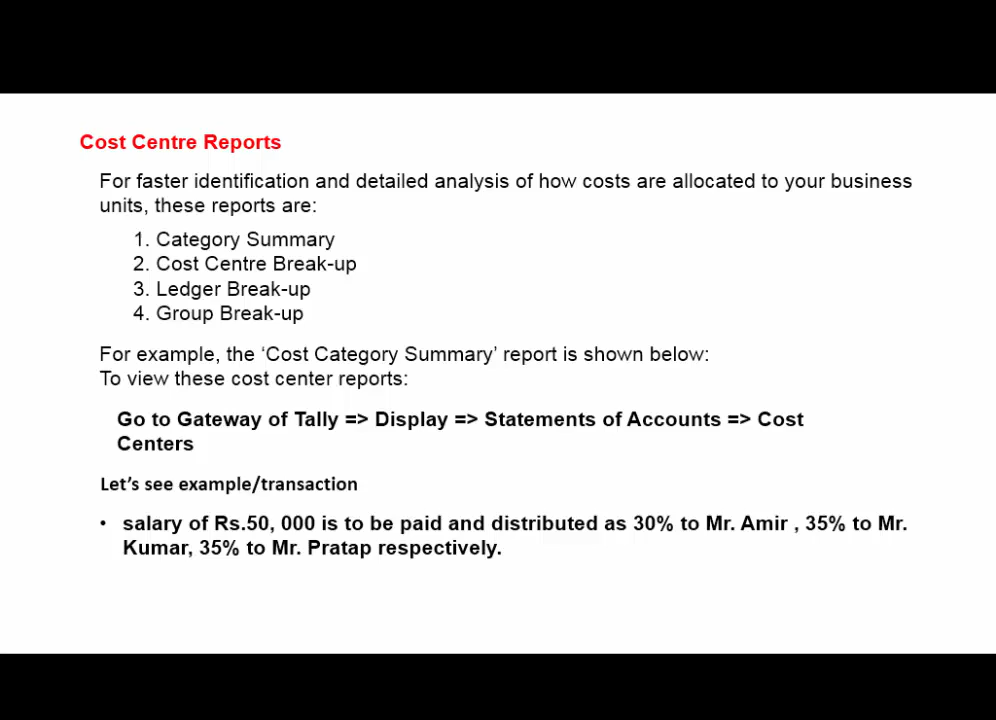 Cost Centre Reports
For faster identification and detailed analysis of how costs are allocated to your business
units, these reports are:
1. Category Summary
2. Cost Centre Break-up
3. Ledger Break-up
4. Group Break-up
For example, the ‘Cost Category Summary’ report is shown below:
To view these cost center reports:
Go to Gateway of Tally => Display => Statements of Accounts => Cost
Centers
Let’s see example/transaction
• salary of Rs.50, 000 is to be paid and distributed as 30% to Mr. Amir , 35% to Mr.
Kumar, 35% to Mr. Pratap respectively.